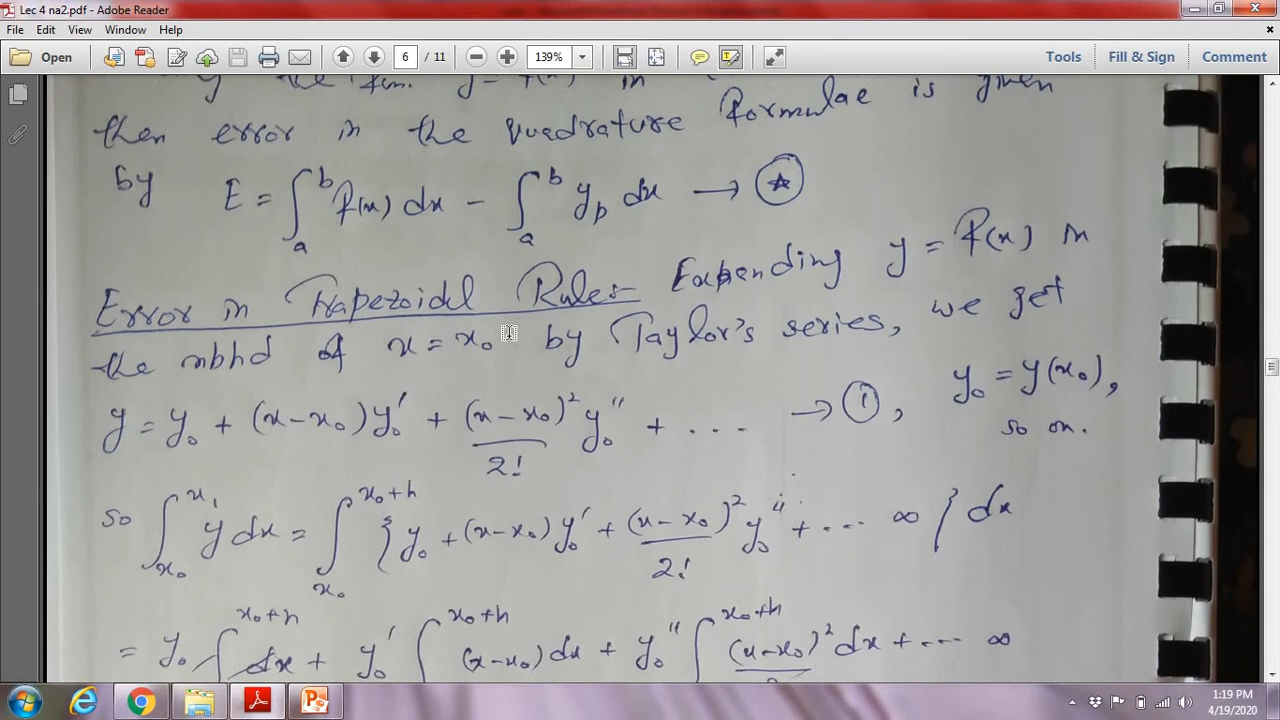 Lec 4 na2.pdf - Adobe Reader
File Edit View Window Help
Open 6 / 11 139% Tools Fill & Sign Comment
the fun. y = f(x) in
then error in the quadrature formulae is given
by E = ∫_a^b f(x) dx - ∫_a^b y_p dx → (★)
Error in Trapezoidal Rule:- Expanding y = f(x) in
the nbhd of x = x₀ by Taylor's series, we get
y = y₀ + (x-x₀) y₀' + (x-x₀)²/2! y₀'' + ... → ①, y₀ = y(x₀),
so on.
so ∫_{x₀}^{x₁} y dx = ∫_{x₀}^{x₀+h} { y₀ + (x-x₀) y₀' + (x-x₀)²/2! y₀'' + ... ∞ } dx
= y₀ ∫_{x₀}^{x₀+h} dx + y₀' ∫^{x₀+h} (x-x₀) dx + y₀'' ∫^{x₀+h} (x-x₀)² dx + ... ∞
1:19 PM
4/19/2020